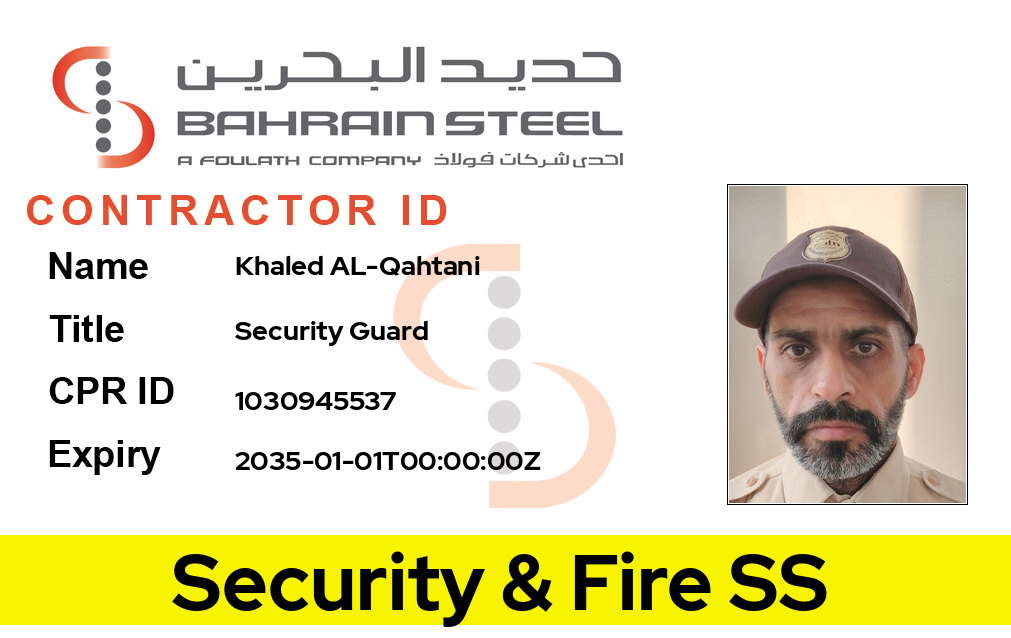 حديد البحرين
BAHRAIN STEEL
A FOULATH COMPANY احدى شركات فولاذ
CONTRACTOR ID
Name Khaled AL-Qahtani
Title Security Guard
CPR ID 1030945537
Expiry 2035-01-01T00:00:00Z
Security & Fire SS